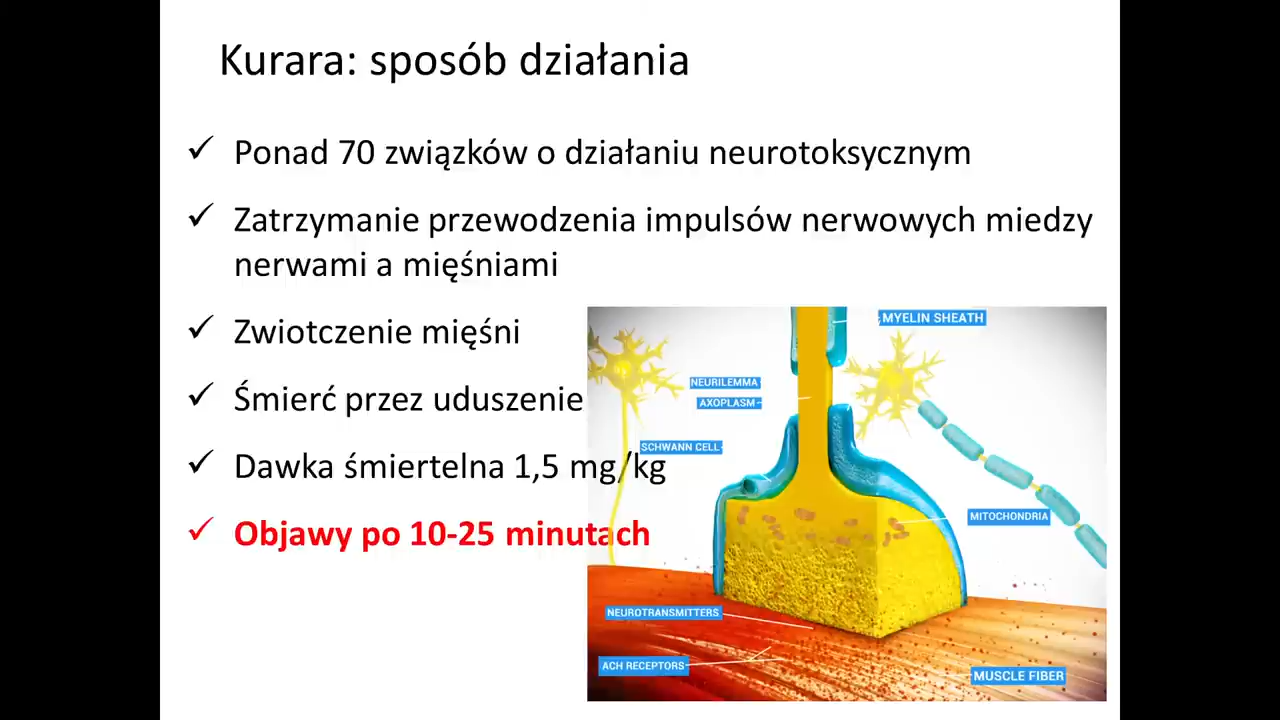 Kurara: sposób działania
Ponad 70 związków o działaniu neurotoksycznym
Zatrzymanie przewodzenia impulsów nerwowych miedzy
nerwami a mięśniami
Zwiotczenie mięśni
Śmierć przez uduszenie
Dawka śmiertelna 1,5 mg/kg
Objawy po 10-25 minutach
MYELIN SHEATH
NEURILEMMA
AXOPLASM
SCHWANN CELL
MITOCHONDRIA
NEUROTRANSMITTERS
ACH RECEPTORS
MUSCLE FIBER